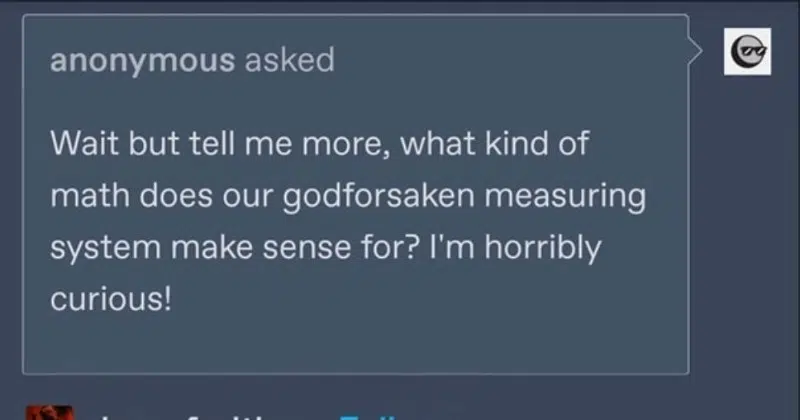 anonymous asked
Wait but tell me more, what kind of
math does our godforsaken measuring
system make sense for? I'm horribly
curious!